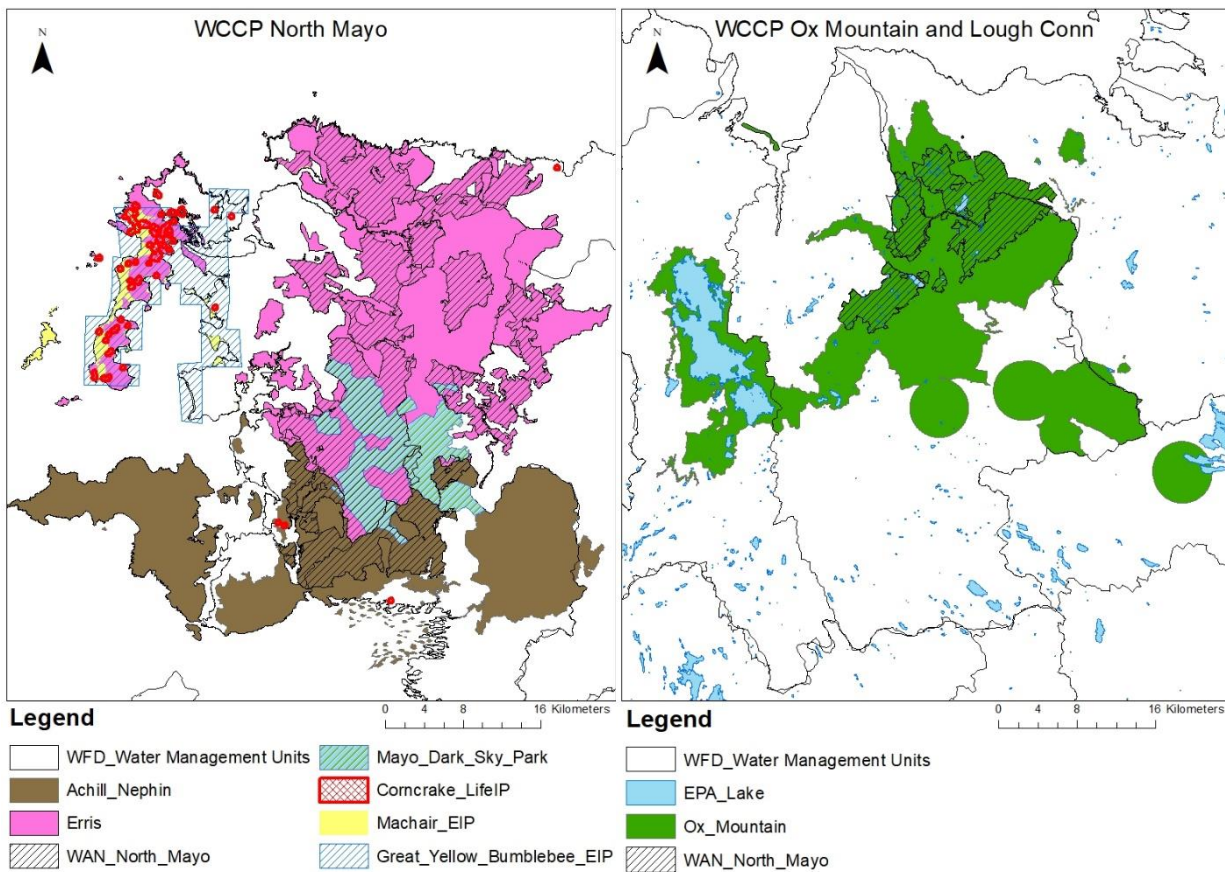 WCCP North Mayo
N
Legend
0 4 8 16 Kilometers
WFD_Water Management Units
Achill_Nephin
Erris
WAN_North_Mayo
Mayo_Dark_Sky_Park
Corncrake_LifeIP
Machair_EIP
Great_Yellow_Bumblebee_EIP
WCCP Ox Mountain and Lough Conn
N
Legend
0 4 8 16 Kilometers
WFD_Water Management Units
EPA_Lake
Ox_Mountain
WAN_North_Mayo